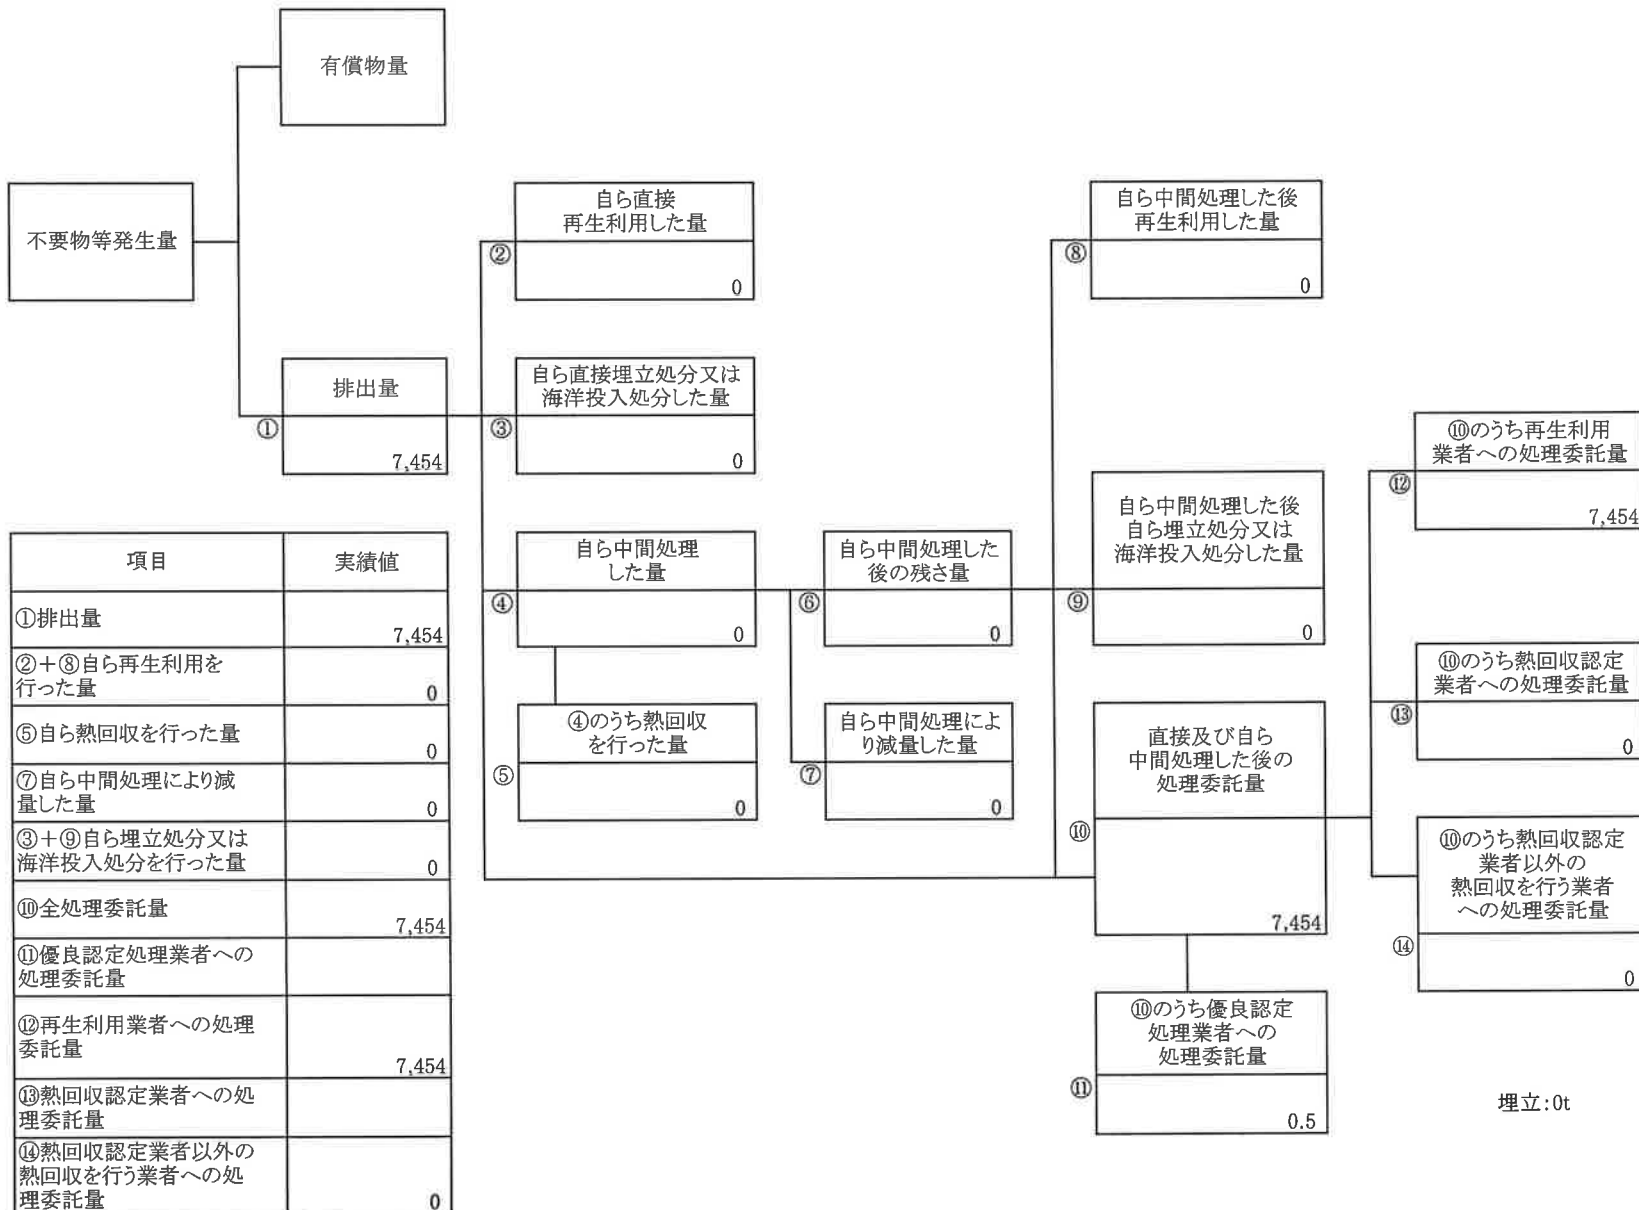 有償物量
不要物等発生量
自ら直接
再生利用した量
②
0
自ら中間処理した後
再生利用した量
⑧
0
排出量
①
7,454
自ら直接埋立処分又は
海洋投入処分した量
③
0
⑩のうち再生利用
業者への処理委託量
⑫
7,454
自ら中間処理
した量
④
0
自ら中間処理した
後の残さ量
⑥
0
自ら中間処理した後
自ら埋立処分又は
海洋投入処分した量
⑨
0
⑩のうち熱回収認定
業者への処理委託量
⑬
0
④のうち熱回収
を行った量
⑤
0
自ら中間処理によ
り減量した量
⑦
0
直接及び自ら
中間処理した後の
処理委託量
⑩
7,454
⑩のうち熱回収認定
業者以外の
熱回収を行う業者
への処理委託量
⑭
0
⑩のうち優良認定
処理業者への
処理委託量
⑪
0.5
埋立:0t
項目 実績値
①排出量
7,454
②+⑧自ら再生利用を
行った量 0
⑤自ら熱回収を行った量
0
⑦自ら中間処理により減
量した量 0
③+⑨自ら埋立処分又は
海洋投入処分を行った量 0
⑩全処理委託量
7,454
⑪優良認定処理業者への
処理委託量
⑫再生利用業者への処理
委託量
7,454
⑬熱回収認定業者への処
理委託量
⑭熱回収認定業者以外の
熱回収を行う業者への処
理委託量 0